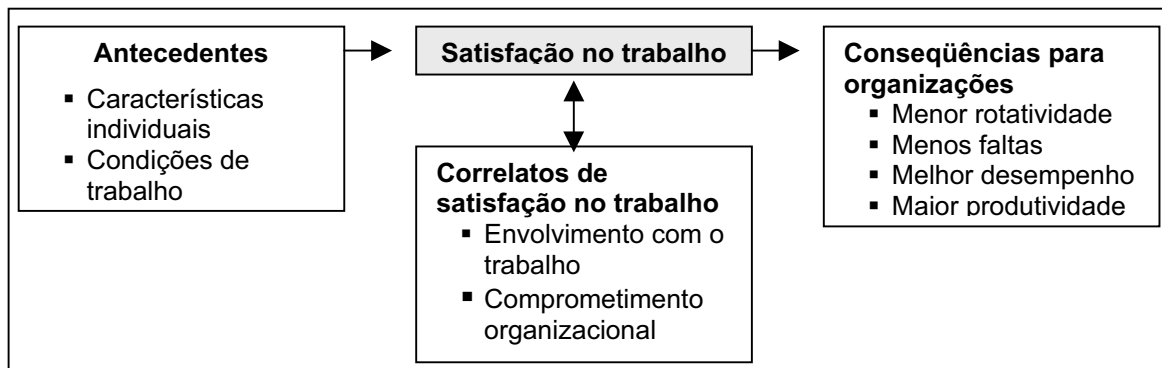 Antecedentes
▪ Características
individuais
▪ Condições de
trabalho
Satisfação no trabalho
Correlatos de
satisfação no trabalho
▪ Envolvimento com o
trabalho
▪ Comprometimento
organizacional
Conseqüências para
organizações
▪ Menor rotatividade
▪ Menos faltas
▪ Melhor desempenho
▪ Maior produtividade